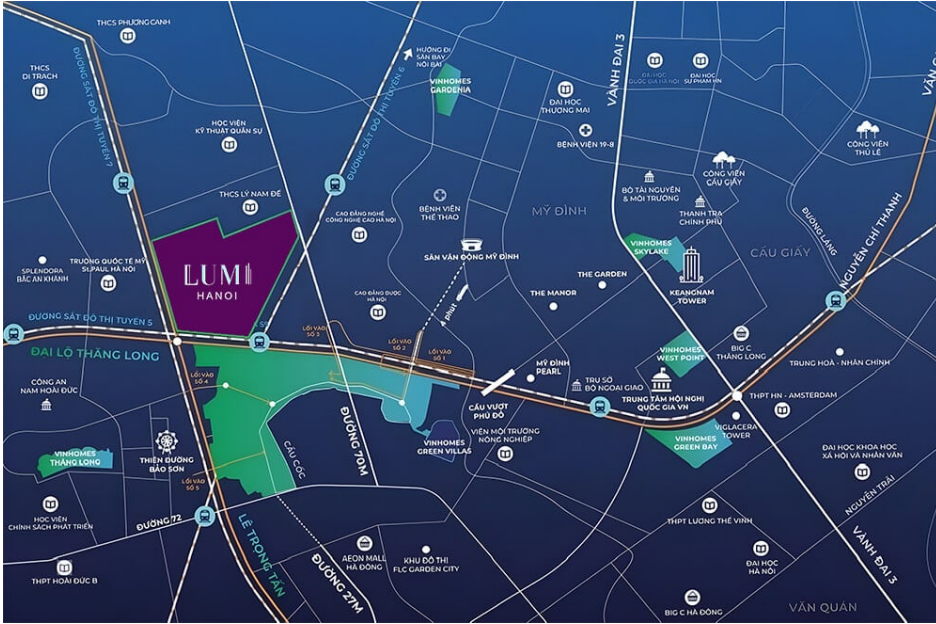 THCS PHƯƠNG CANH
THCS
DI TRẠCH
ĐƯỜNG SẮT ĐÔ THỊ TUYẾN 7
HỌC VIỆN
KỸ THUẬT QUÂN SỰ
THCS LÝ NAM ĐẾ
ĐƯỜNG SẮT ĐÔ THỊ TUYẾN 6
HƯỚNG ĐI
SÂN BAY
NỘI BÀI
VINHOMES
GARDENIA
ĐẠI HỌC
THƯƠNG MẠI
BỆNH VIỆN 19-8
VÀNH ĐAI 3
ĐẠI HỌC
QUỐC GIA HÀ NỘI
ĐẠI HỌC
SƯ PHẠM HN
CÔNG VIÊN
THỦ LỆ
CÔNG VIÊN
CẦU GIẤY
BỘ TÀI NGUYÊN
& MÔI TRƯỜNG
THANH TRA
CHÍNH PHỦ
MỸ ĐÌNH
CẦU GIẤY
ĐƯỜNG LÁNG
NGUYỄN CHÍ THANH
BỆNH VIỆN
THỂ THAO
CAO ĐẲNG NGHỀ
CÔNG NGHỆ CAO HÀ NỘI
SÂN VẬN ĐỘNG MỸ ĐÌNH
VINHOMES
SKYLAKE
KEANGNAM
TOWER
THE GARDEN
THE MANOR
4 phút
CAO ĐẲNG DƯỢC
HÀ NỘI
SPLENDORA
BẮC AN KHÁNH
TRƯỜNG QUỐC TẾ MỸ
St.PAUL HÀ NỘI
LUMI
HANOI
ĐƯỜNG SẮT ĐÔ THỊ TUYẾN 5
ĐẠI LỘ THĂNG LONG
LỐI VÀO
SỐ 3
LỐI VÀO
SỐ 2
LỐI VÀO
SỐ 1
LỐI VÀO
SỐ 4
LỐI VÀO
SỐ 5
MỸ ĐÌNH
PEARL
CẦU VƯỢT
PHÚ ĐÔ
TRỤ SỞ
BỘ NGOẠI GIAO
TRUNG TÂM HỘI NGHỊ
QUỐC GIA VN
VINHOMES
WEST POINT
BIG C
THĂNG LONG
TRUNG HOÀ - NHÂN CHÍNH
THPT HN - AMSTERDAM
VIGLACERA
TOWER
VINHOMES
GREEN BAY
ĐẠI HỌC KHOA HỌC
XÃ HỘI VÀ NHÂN VĂN
NGUYỄN TRÃI
CÔNG AN
NAM HOÀI ĐỨC
VINHOMES
THĂNG LONG
THIÊN ĐƯỜNG
BẢO SƠN
CẦU CỐC
ĐƯỜNG 70M
VINHOMES
GREEN VILLAS
VIỆN MÔI TRƯỜNG
NÔNG NGHIỆP
HỌC VIỆN
CHÍNH SÁCH PHÁT TRIỂN
ĐƯỜNG 72
LÊ TRỌNG TẤN
THPT HOÀI ĐỨC B
ĐƯỜNG 27M
AEON MALL
HÀ ĐÔNG
KHU ĐÔ THỊ
FLC GARDEN CITY
THPT LƯƠNG THẾ VINH
ĐẠI HỌC
HÀ NỘI
BIG C HÀ ĐÔNG
VÀNH ĐAI 3
VĂN QUÁN